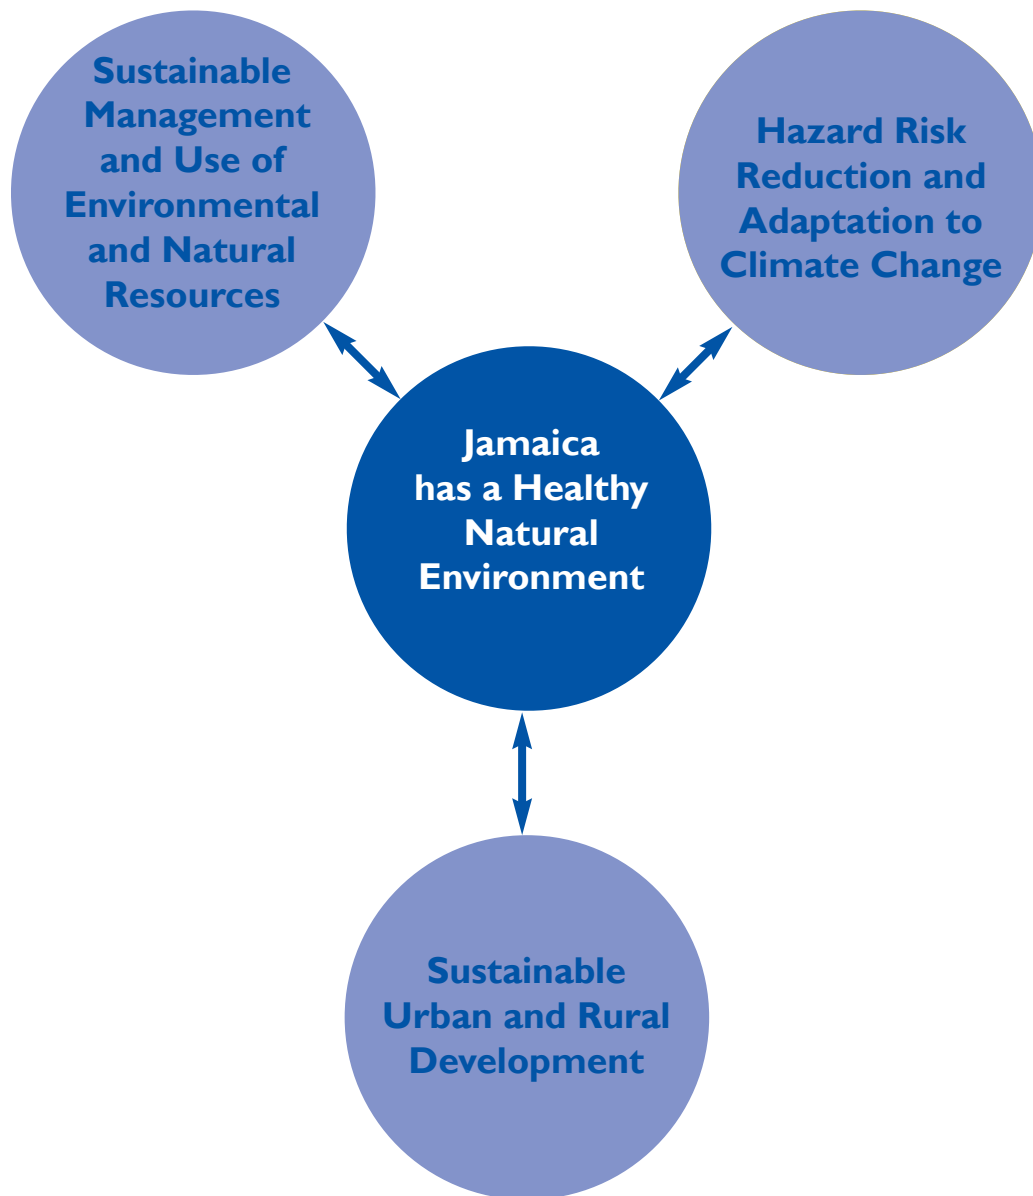 Sustainable
Management
and Use of
Environmental
and Natural
Resources
Hazard Risk
Reduction and
Adaptation to
Climate Change
Jamaica
has a Healthy
Natural
Environment
Sustainable
Urban and Rural
Development